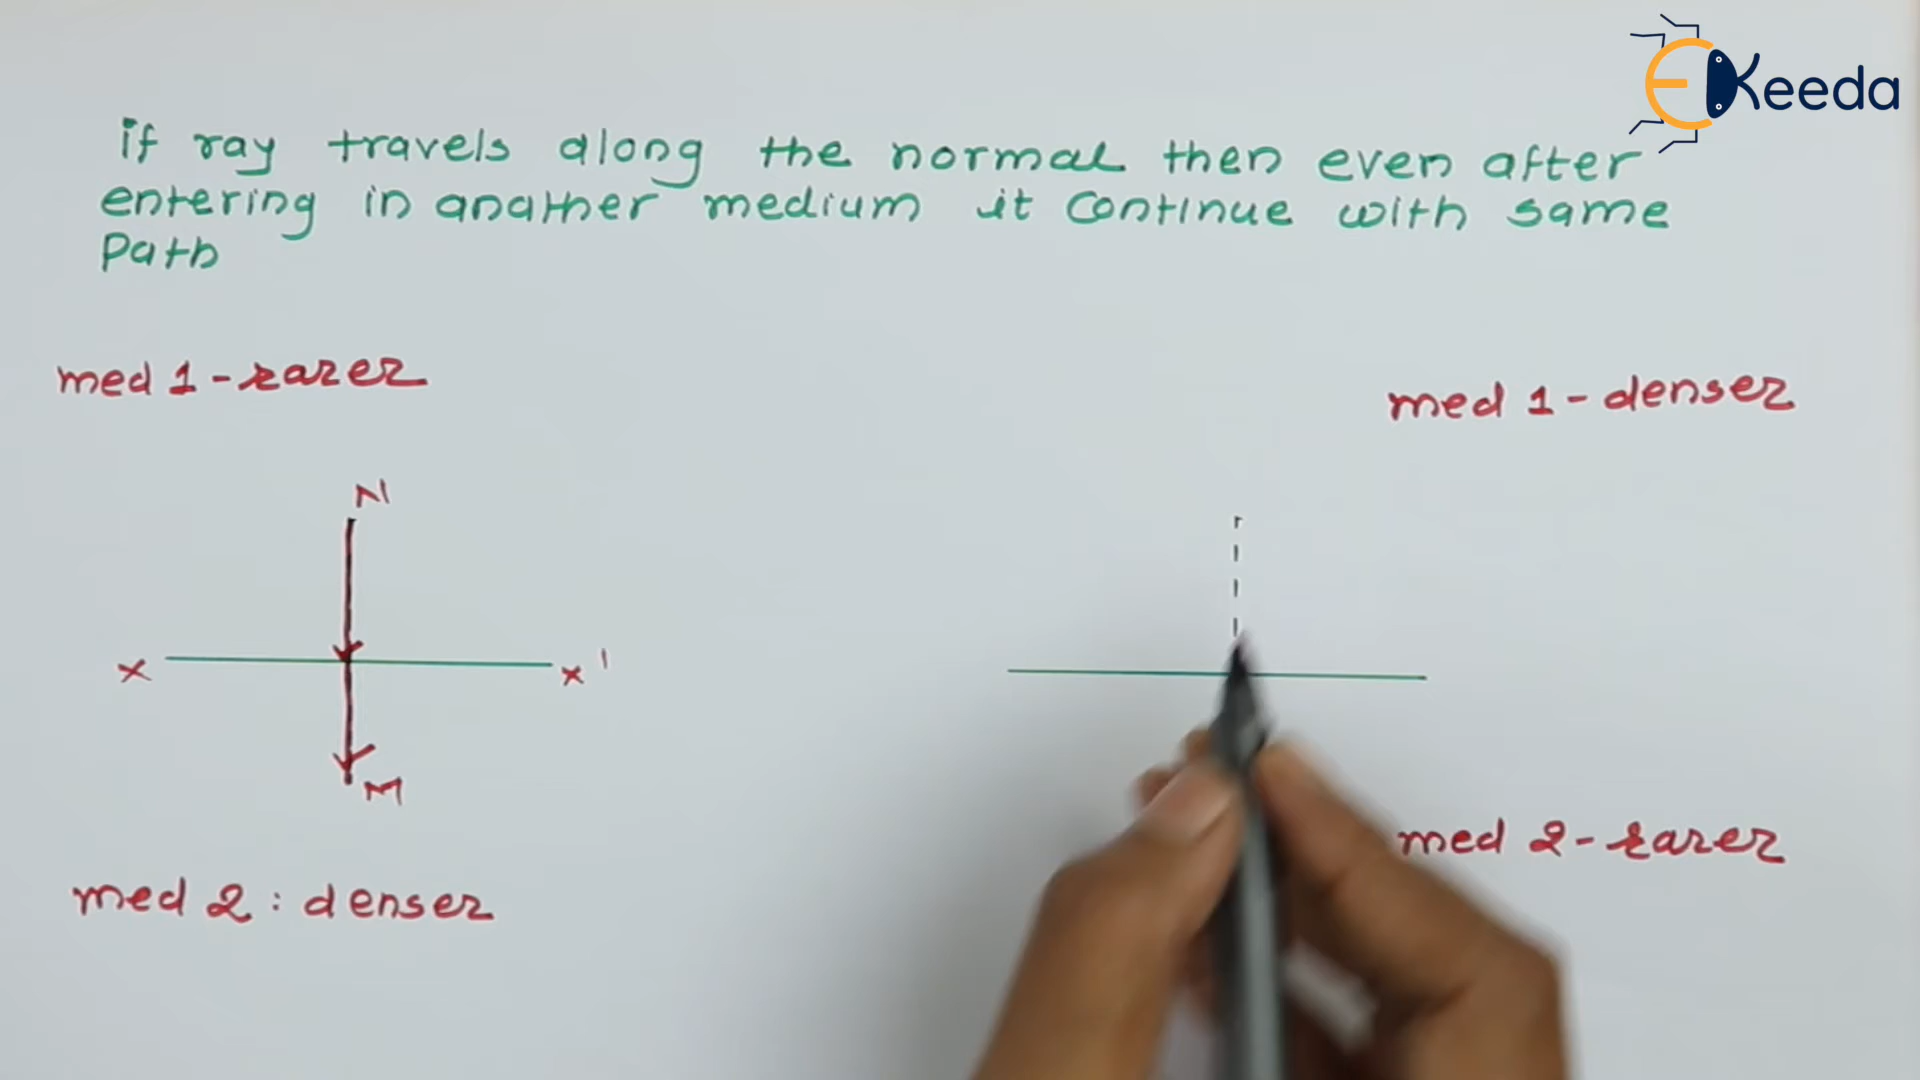 EKeeda
if ray travels along the normal then even after
entering in another medium it continue with same
Path
med 1 - rarer
med 1 - denser
N
X
X'
M
med 2 - rarer
med 2 : denser